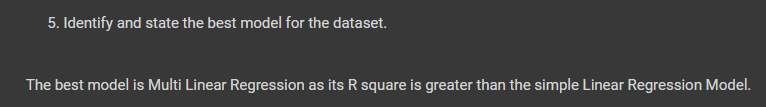 5. Identify and state the best model for the dataset.
The best model is Multi Linear Regression as its R square is greater than the simple Linear Regression Model.